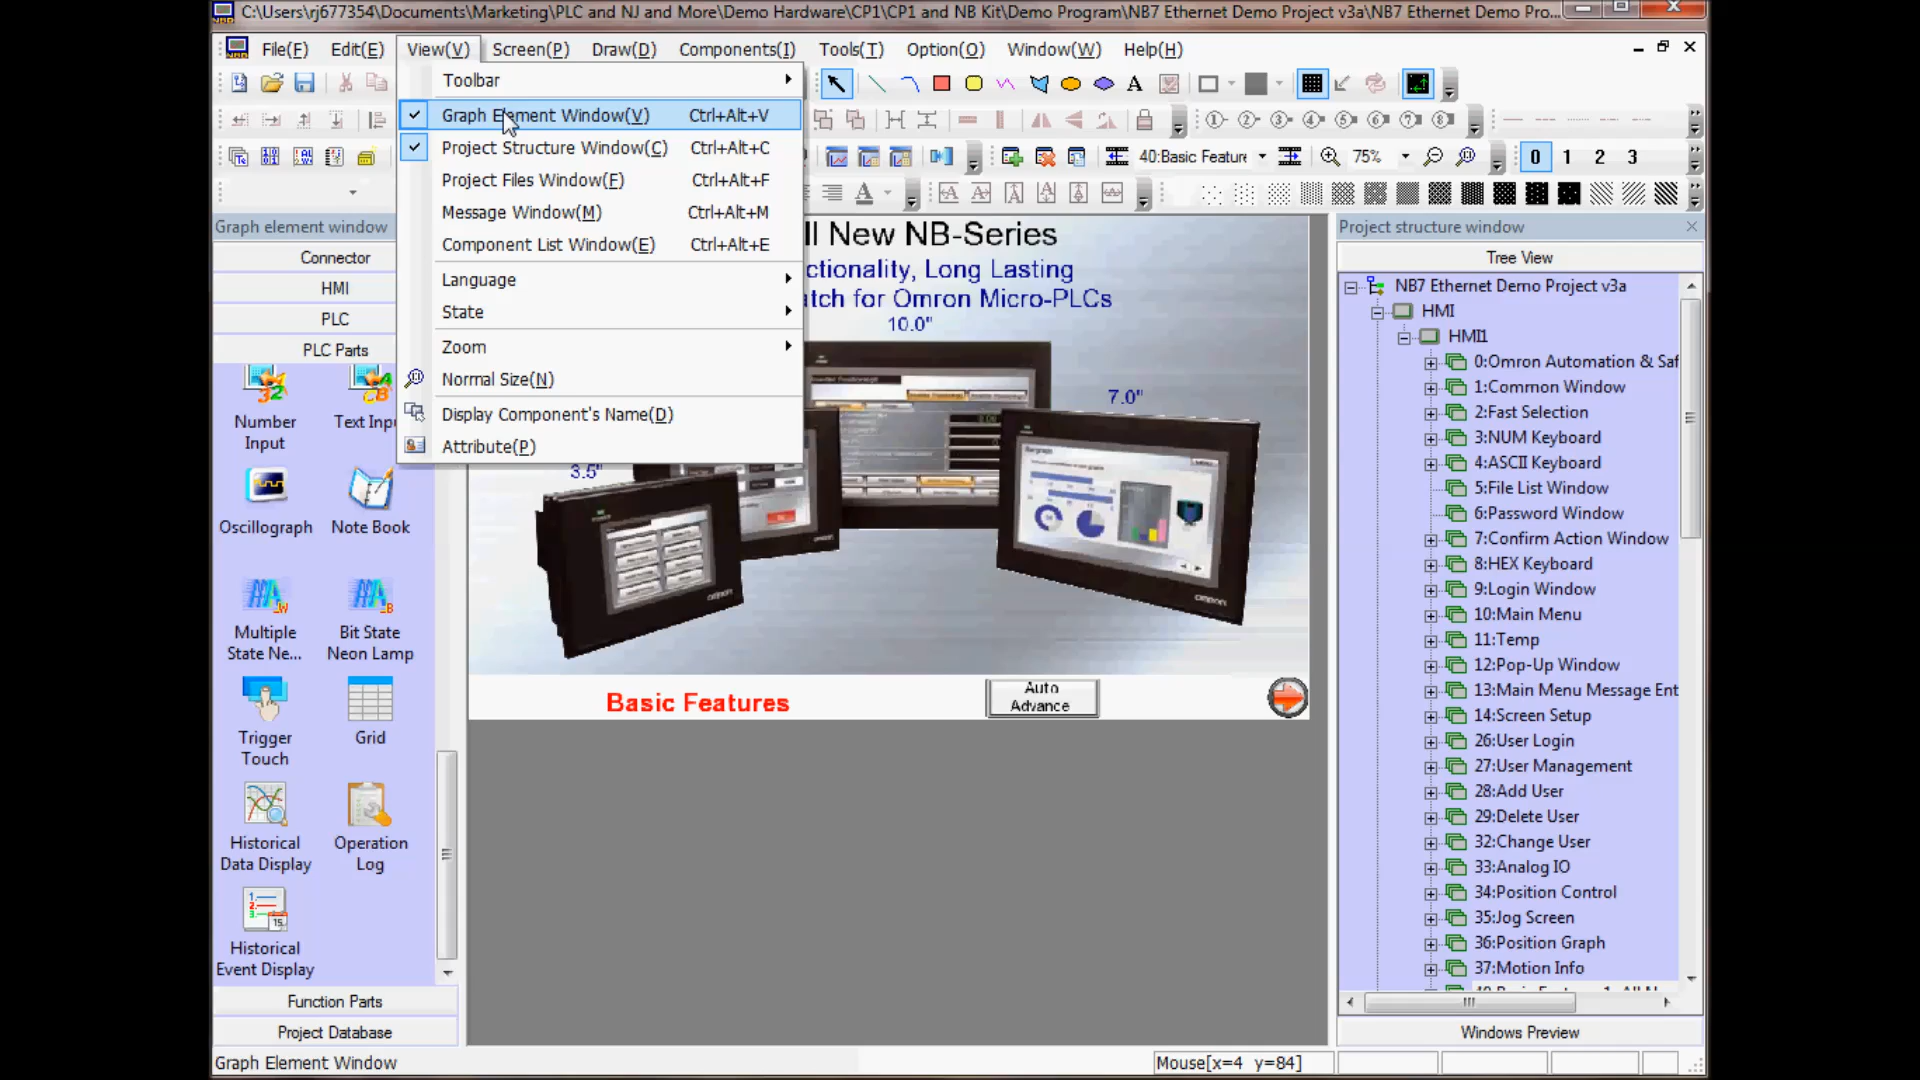 C:\Users\rj677354\Documents\Marketing\PLC and NJ and More\Demo Hardware\CP1\CP1 and NB Kit\Demo Program\NB7 Ethernet Demo Project v3a\NB7 Ethernet Demo Pro...
File(F) Edit(E) View(V) Screen(P) Draw(D) Components(I) Tools(T) Option(O) Window(W) Help(H)
Toolbar
Graph Element Window(V) Ctrl+Alt+V
Project Structure Window(C) Ctrl+Alt+C
Project Files Window(F) Ctrl+Alt+F
Message Window(M) Ctrl+Alt+M
Component List Window(E) Ctrl+Alt+E
Language
State
Zoom
Normal Size(N)
Display Component's Name(D)
Attribute(P)
40:Basic Feature 75% 0 1 2 3
Graph element window
Connector
HMI
PLC
PLC Parts
Number Input
Text Inp
Oscillograph
Note Book
Multiple State Ne...
Bit State Neon Lamp
Trigger Touch
Grid
Historical Data Display
Operation Log
Historical Event Display
Function Parts
Project Database
ll New NB-Series
ctionality, Long Lasting
atch for Omron Micro-PLCs
10.0"
7.0"
3.5"
OMRON
OMRON
Basic Features
Auto Advance
Project structure window
Tree View
NB7 Ethernet Demo Project v3a
HMI
HMI1
0:Omron Automation & Saf
1:Common Window
2:Fast Selection
3:NUM Keyboard
4:ASCII Keyboard
5:File List Window
6:Password Window
7:Confirm Action Window
8:HEX Keyboard
9:Login Window
10:Main Menu
11:Temp
12:Pop-Up Window
13:Main Menu Message Ent
14:Screen Setup
26:User Login
27:User Management
28:Add User
29:Delete User
32:Change User
33:Analog IO
34:Position Control
35:Jog Screen
36:Position Graph
37:Motion Info
Windows Preview
Graph Element Window
Mouse[x=4 y=84]